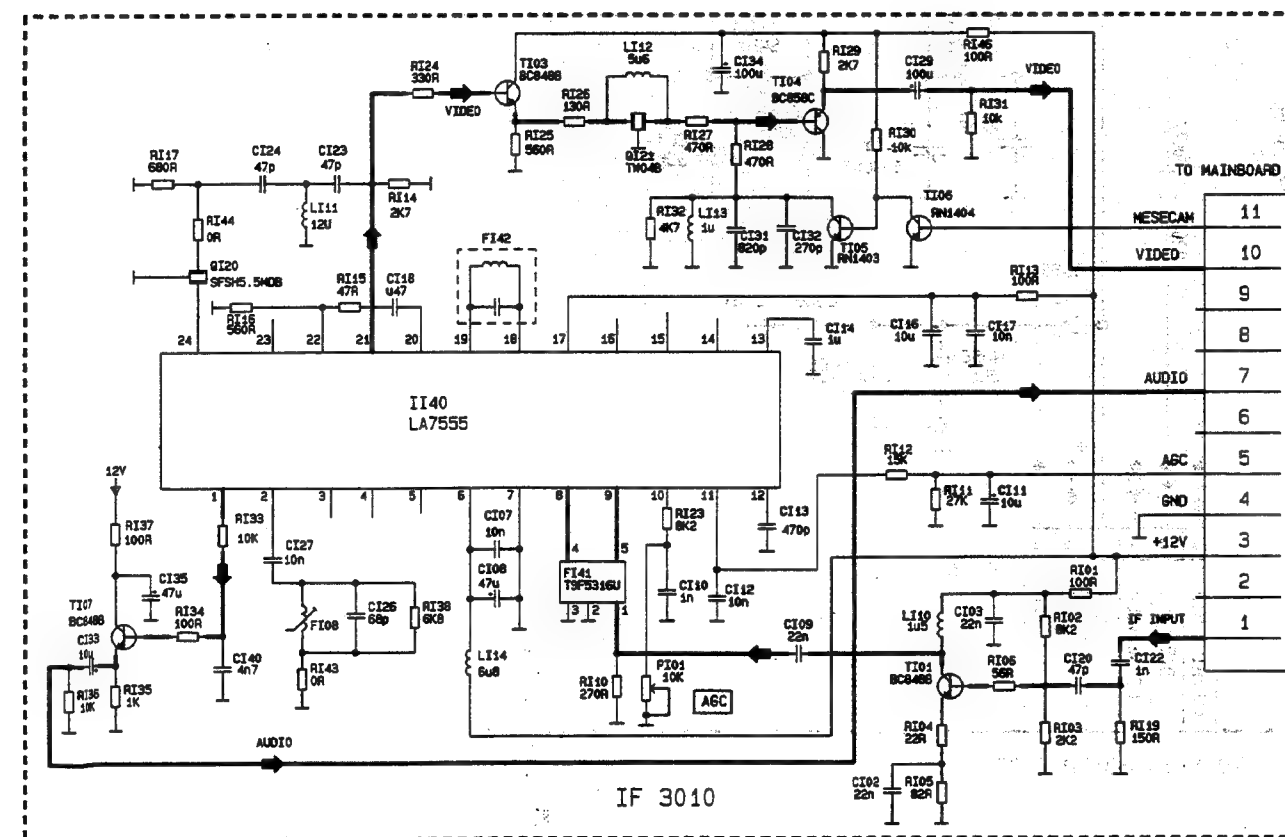 RI46
100R
LI12
5u6
TI03
BC848B
RI24
330R
VIDEO
RI26
130R
RI25
560R
QI21
TW04B
RI27
470R
RI28
470R
CI34
100u
TI04
BC858C
RI29
2K7
CI29
100u
VIDEO
RI31
10k
RI30
10k
RI17
680R
CI24
47p
CI23
47p
LI11
12U
RI14
2K7
RI44
0R
QI20
SFSH5.5MDB
RI16
560R
RI15
47R
CI18
u47
FI42
RI32
4K7
LI13
1u
CI31
820p
CI32
270p
TI05
RN1403
TI06
RN1404
TO MAINBOARD
MESECAM
11
VIDEO
10
9
8
AUDIO
7
6
AGC
5
GND
4
+12V
3
2
IF INPUT
1
RI13
100R
CI16
10u
CI17
10n
CI14
1u
24
23
22
21
20
19
18
17
16
15
14
13
II40
LA7555
1
2
3
4
5
6
7
8
9
10
11
12
12V
RI37
100R
RI33
10K
CI35
47u
TI07
BC848B
CI33
10u
RI34
100R
RI36
10K
RI35
1K
CI40
4n7
CI27
10n
FI08
CI26
68p
RI38
6K8
RI43
0R
CI07
10n
CI08
47u
LI14
6u8
4
5
FI41
TSF5316U
3
2
1
RI10
270R
RI23
8K2
CI10
1n
PI01
10K
AGC
CI12
10n
CI13
470p
RI12
15K
RI11
27K
CI11
10u
CI09
22n
LI10
1u5
CI03
22n
RI01
100R
RI02
8K2
TI01
BC848B
RI06
56R
CI20
47p
CI22
1n
RI04
22R
RI03
2K2
RI19
150R
CI02
22n
RI05
82R
AUDIO
IF 3010